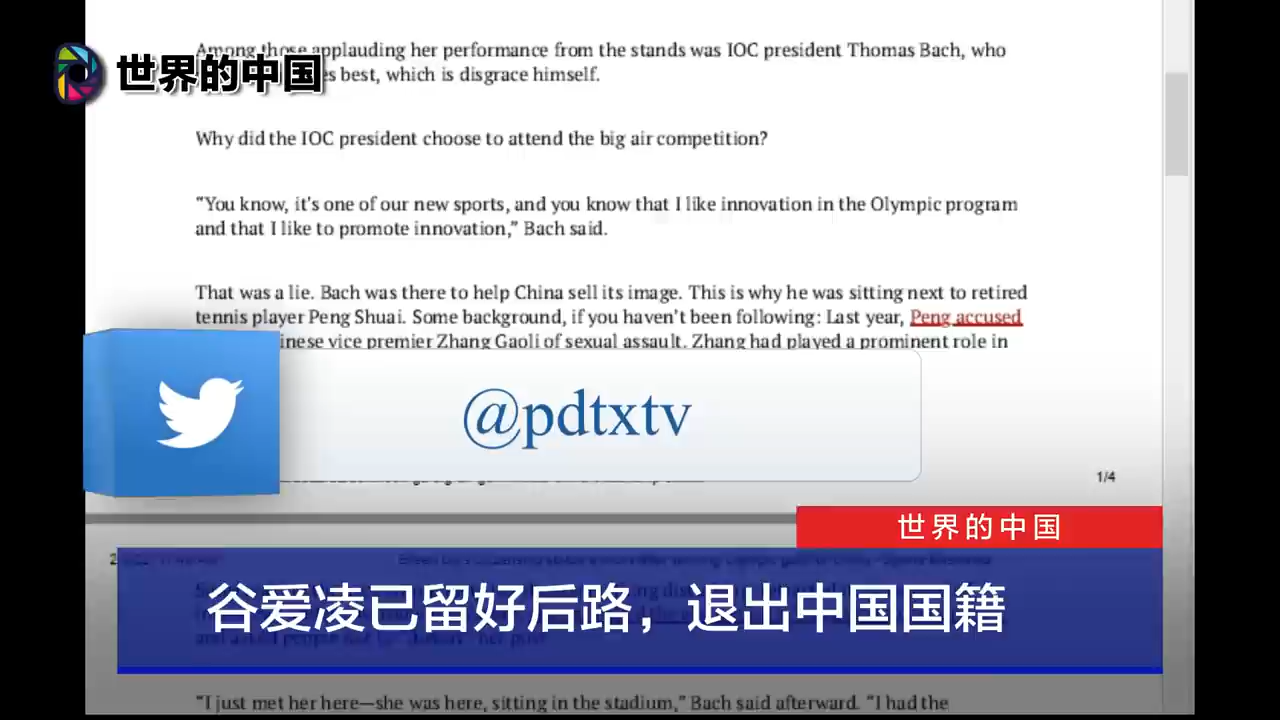 Among those applauding her performance from the stands was IOC president Thomas Bach, who
世界的中国
es best, which is disgrace himself.
Why did the IOC president choose to attend the big air competition?
“You know, it's one of our new sports, and you know that I like innovation in the Olympic program
and that I like to promote innovation,” Bach said.
That was a lie. Bach was there to help China sell its image. This is why he was sitting next to retired
tennis player Peng Shuai. Some background, if you haven't been following: Last year, Peng accused
inese vice premier Zhang Gaoli of sexual assault. Zhang had played a prominent role in
@pdtxtv
1/4
世界的中国
谷爱凌已留好后路，退出中国国籍
“I just met her here—she was here, sitting in the stadium,” Bach said afterward. “I had the